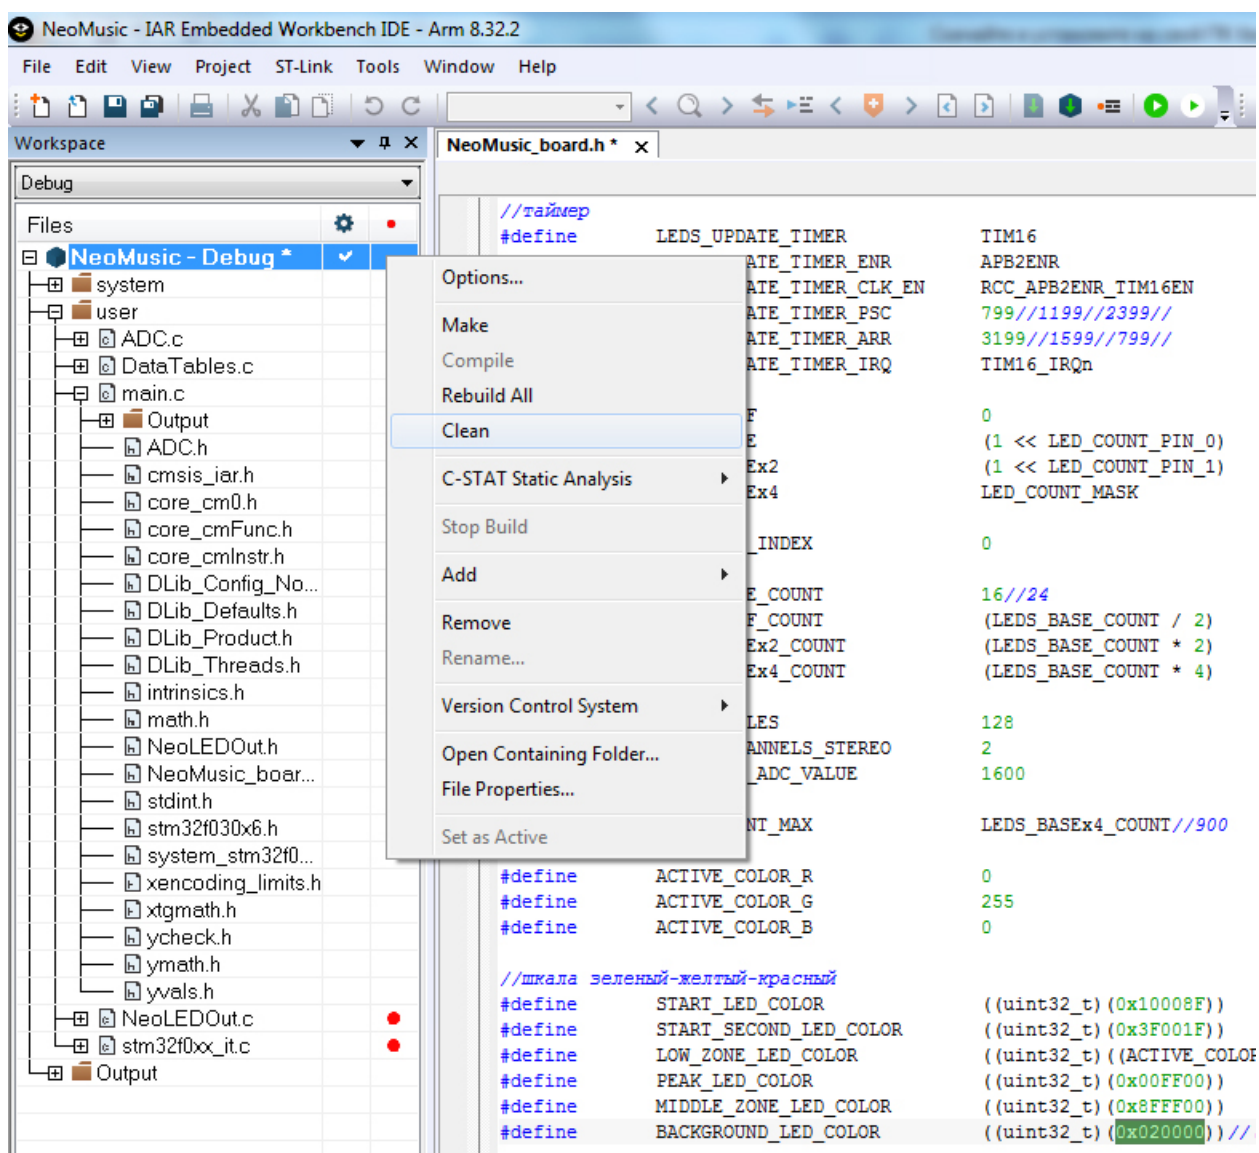 NeoMusic - IAR Embedded Workbench IDE - Arm 8.32.2
File Edit View Project ST-Link Tools Window Help
Workspace
NeoMusic_board.h *
Debug
Files
NeoMusic - Debug *
system
user
ADC.c
DataTables.c
main.c
Output
ADC.h
cmsis_iar.h
core_cm0.h
core_cmFunc.h
core_cmInstr.h
DLib_Config_No...
DLib_Defaults.h
DLib_Product.h
DLib_Threads.h
intrinsics.h
math.h
NeoLEDOut.h
NeoMusic_boar...
stdint.h
stm32f030x6.h
system_stm32f0...
xencoding_limits.h
xtgmath.h
ycheck.h
ymath.h
yvals.h
NeoLEDOut.c
stm32f0xx_it.c
Output
Options...
Make
Compile
Rebuild All
Clean
C-STAT Static Analysis
Stop Build
Add
Remove
Rename...
Version Control System
Open Containing Folder...
File Properties...
Set as Active
//таймер
#define LEDS_UPDATE_TIMER TIM16
ATE_TIMER_ENR APB2ENR
ATE_TIMER_CLK_EN RCC_APB2ENR_TIM16EN
ATE_TIMER_PSC 799//1199//2399//
ATE_TIMER_ARR 3199//1599//799//
ATE_TIMER_IRQ TIM16_IRQn
F 0
E (1 << LED_COUNT_PIN_0)
Ex2 (1 << LED_COUNT_PIN_1)
Ex4 LED_COUNT_MASK
_INDEX 0
E_COUNT 16//24
F_COUNT (LEDS_BASE_COUNT / 2)
Ex2_COUNT (LEDS_BASE_COUNT * 2)
Ex4_COUNT (LEDS_BASE_COUNT * 4)
LES 128
ANNELS_STEREO 2
_ADC_VALUE 1600
NT_MAX LEDS_BASEx4_COUNT//900
#define ACTIVE_COLOR_R 0
#define ACTIVE_COLOR_G 255
#define ACTIVE_COLOR_B 0
//шкала зеленый-желтый-красный
#define START_LED_COLOR ((uint32_t)(0x10008F))
#define START_SECOND_LED_COLOR ((uint32_t)(0x3F001F))
#define LOW_ZONE_LED_COLOR ((uint32_t)((ACTIVE_COLOR
#define PEAK_LED_COLOR ((uint32_t)(0x00FF00))
#define MIDDLE_ZONE_LED_COLOR ((uint32_t)(0x8FFF00))
#define BACKGROUND_LED_COLOR ((uint32_t)(0x020000))//